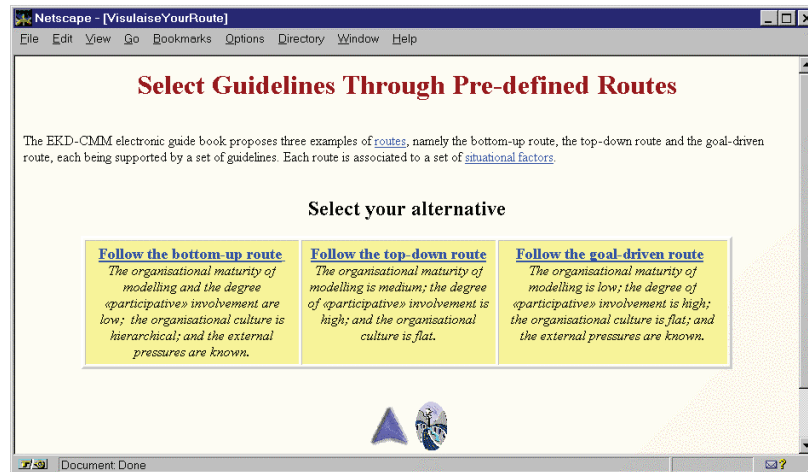 Netscape - [VisulaiseYourRoute]
File Edit View Go Bookmarks Options Directory Window Help
Select Guidelines Through Pre-defined Routes
The EKD-CMM electronic guide book proposes three examples of routes, namely the bottom-up route, the top-down route and the goal-driven
route, each being supported by a set of guidelines. Each route is associated to a set of situational factors.
Select your alternative
Follow the bottom-up route
The organisational maturity of
modelling and the degree
«participative» involvement are
low; the organisational culture is
hierarchical; and the external
pressures are known.
Follow the top-down route
The organisational maturity of
modelling is medium; the degree
of «participative» involvement is
high; and the organisational
culture is flat.
Follow the goal-driven route
The organisational maturity of
modelling is low; the degree of
«participative» involvement is high;
the organisational culture is flat; and
the external pressures are known.
Document: Done